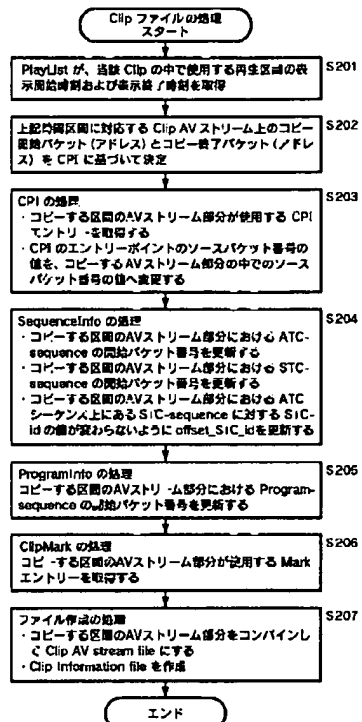 Clip ファイルの処理
スタート
S201
PlayList が、当該 Clip の中で使用する再生区間の表
示開始時刻および表示終了時刻を取得
S202
上記時間区間に対応する Clip AV ストリーム上のコピー
開始パケット (アドレス) とコピー終了パケット (アドレ
ス) を CPI に基づいて決定
S203
CPI の処理
・コピーする区間のAVストリーム部分が使用する CPI
エントリーを取得する
・CPI のエントリーポイントのソースパケット番号の
値を、コピーする AV ストリーム部分の中でのソース
パケット番号の値へ変更する
S204
SequenceInfo の処理
・コピーする区間のAVストリーム部分における ATC-
sequence の開始パケット番号を更新する
・コピーする区間のAVストリーム部分における STC-
sequence の開始パケット番号を更新する
・コピーする区間のAVストリーム部分における ATC
シーケンス上にある STC-sequence に対する STC-
id の値が変わらないように offset_STC_id を更新する
S205
ProgramInfo の処理
コピーする区間のAVストリーム部分における Program-
sequence の開始パケット番号を更新する
S206
ClipMark の処理
コピーする区間のAVストリーム部分が使用する Mark
エントリーを取得する
S207
ファイル作成の処理
・コピーする区間のAVストリーム部分をコンバインし
て Clip AV stream file にする
・Clip Information file を作成
エンド